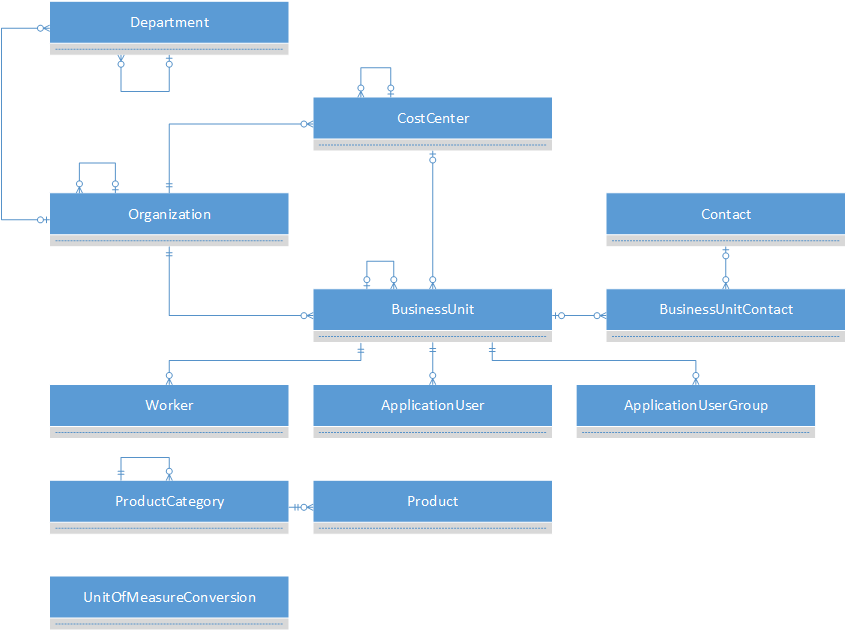 Department
CostCenter
Organization
Contact
BusinessUnit
BusinessUnitContact
Worker
ApplicationUser
ApplicationUserGroup
ProductCategory
Product
UnitOfMeasureConversion